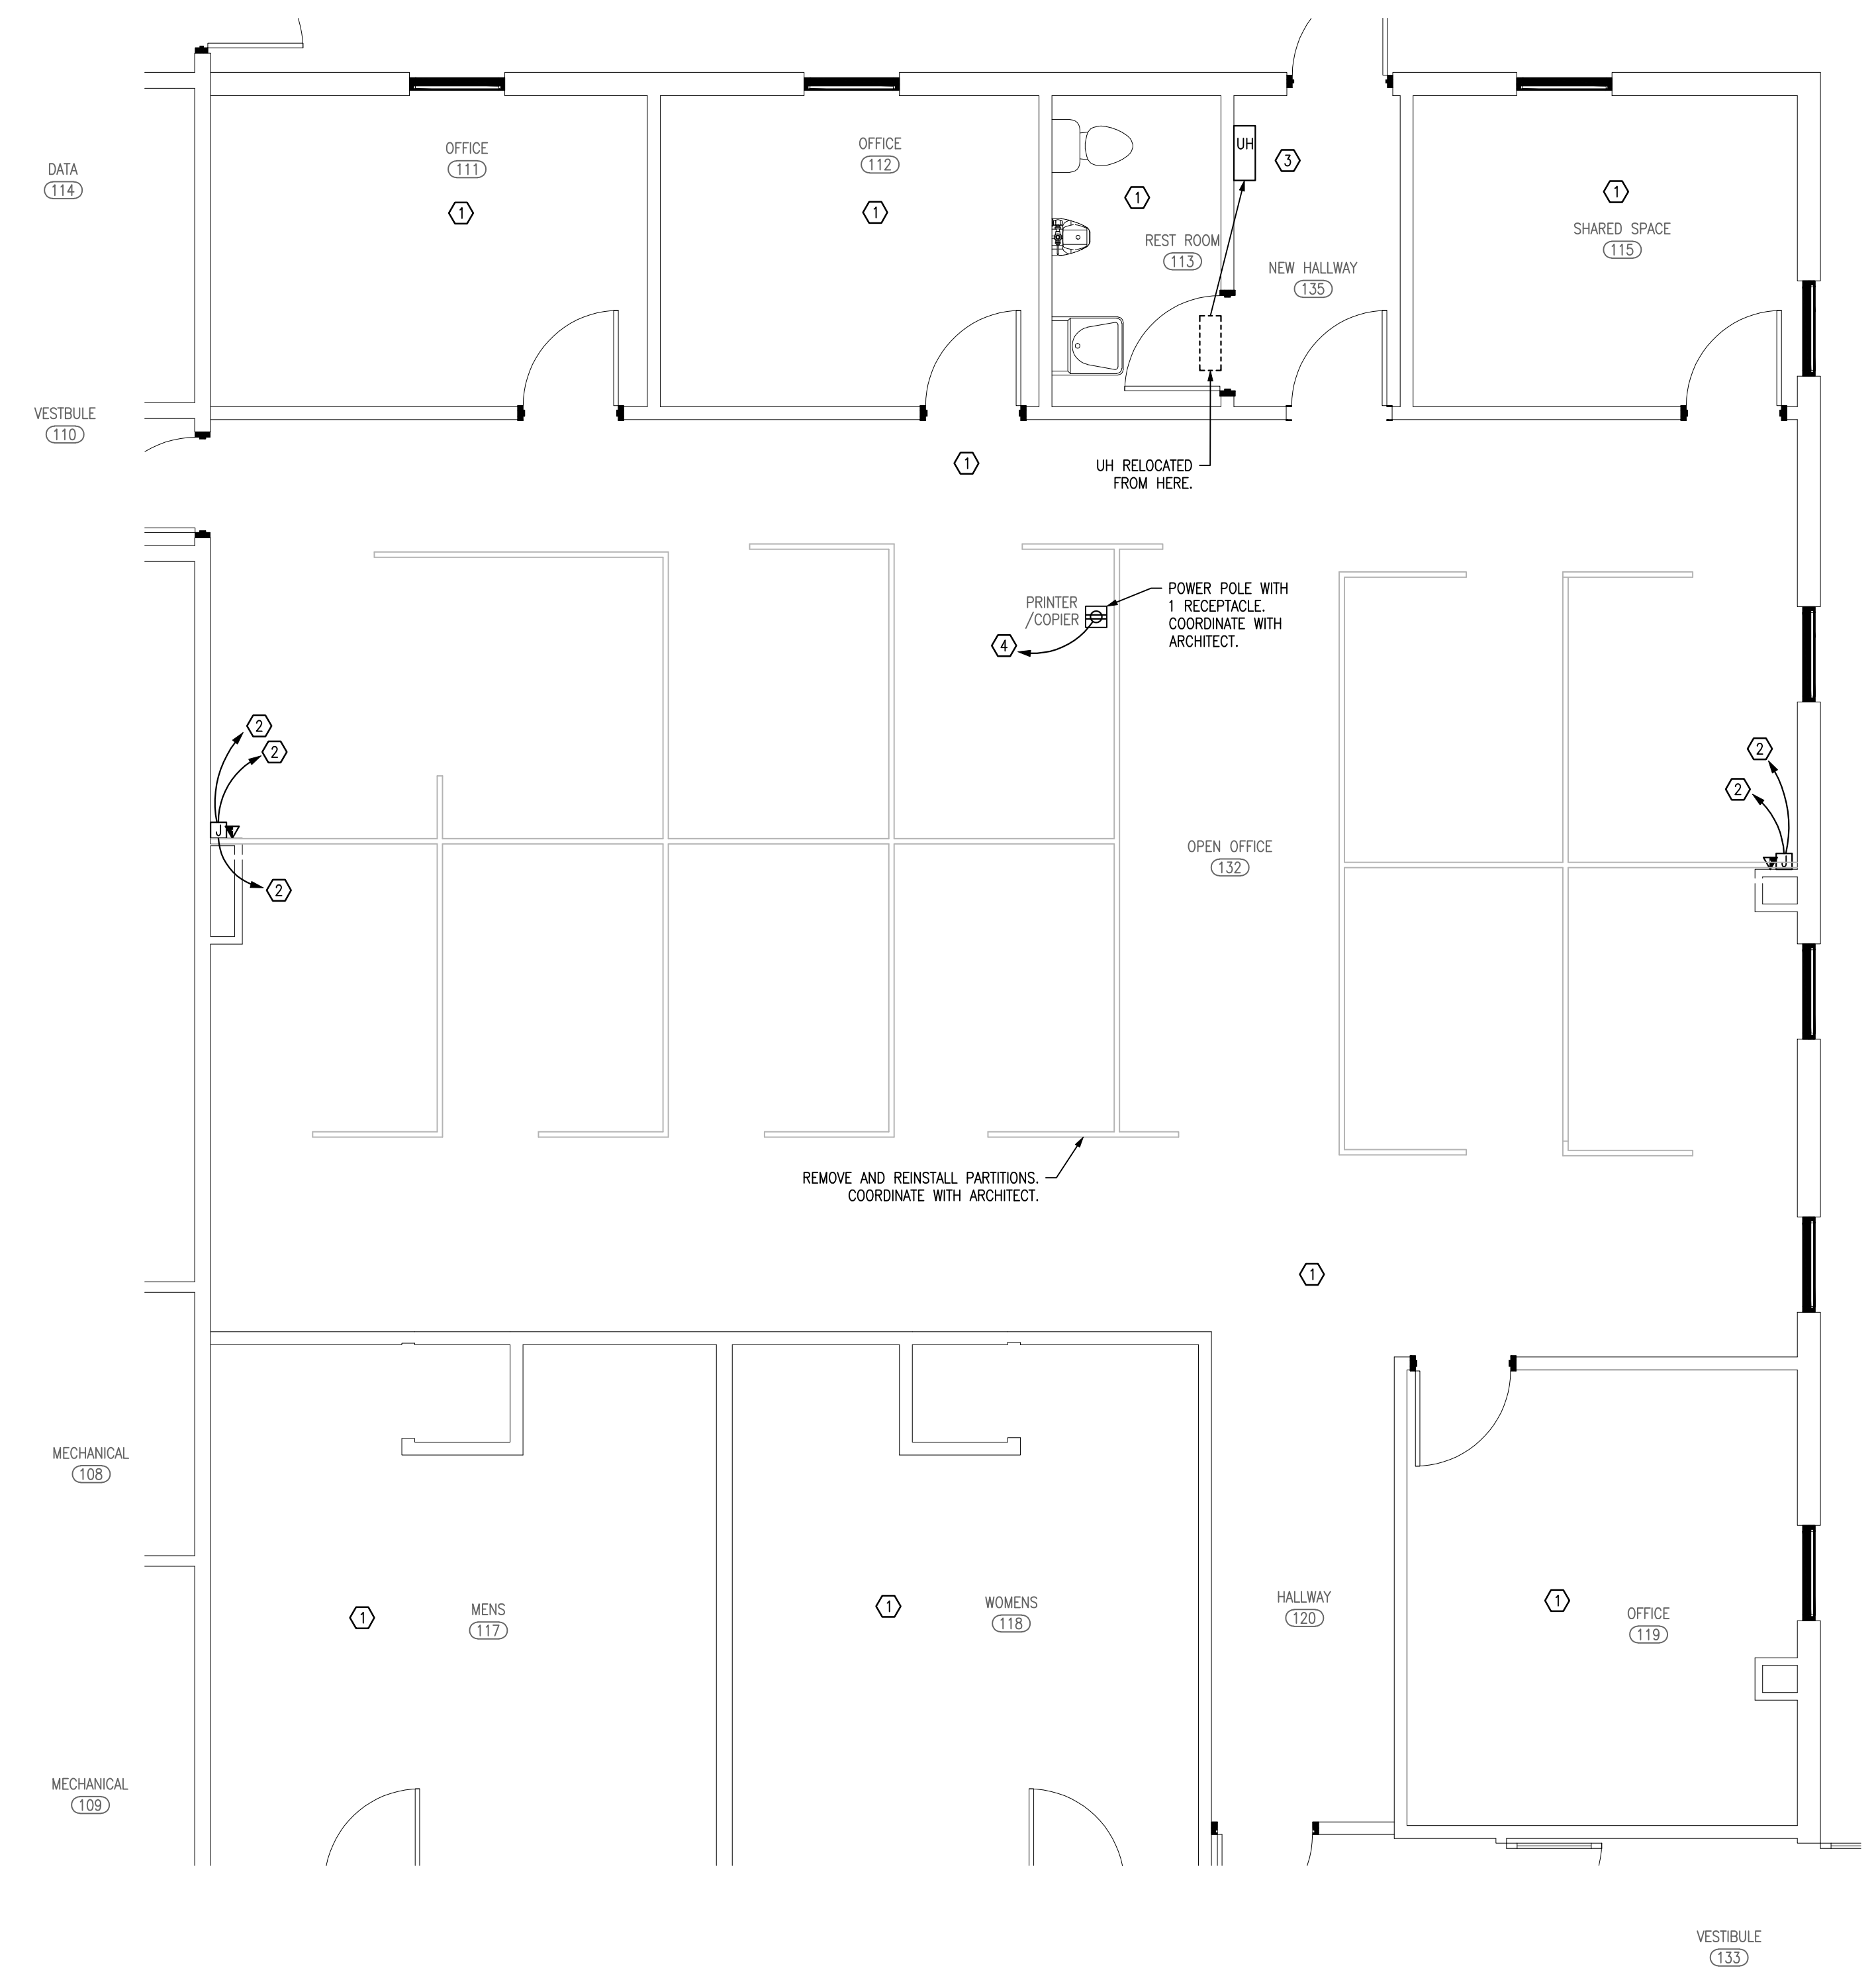 OFFICE
111
1
OFFICE
112
1
DATA
114
UH
3
1
1
SHARED SPACE
115
REST ROOM
113
NEW HALLWAY
135
VESTBULE
110
1
UH RELOCATED
FROM HERE.
PRINTER
/COPIER
4
POWER POLE WITH
1 RECEPTACLE.
COORDINATE WITH
ARCHITECT.
2
2
J
2
2
2
J
OPEN OFFICE
132
REMOVE AND REINSTALL PARTITIONS.
COORDINATE WITH ARCHITECT.
1
MECHANICAL
108
1
MENS
117
1
WOMENS
118
HALLWAY
120
1
OFFICE
119
MECHANICAL
109
VESTIBULE
133